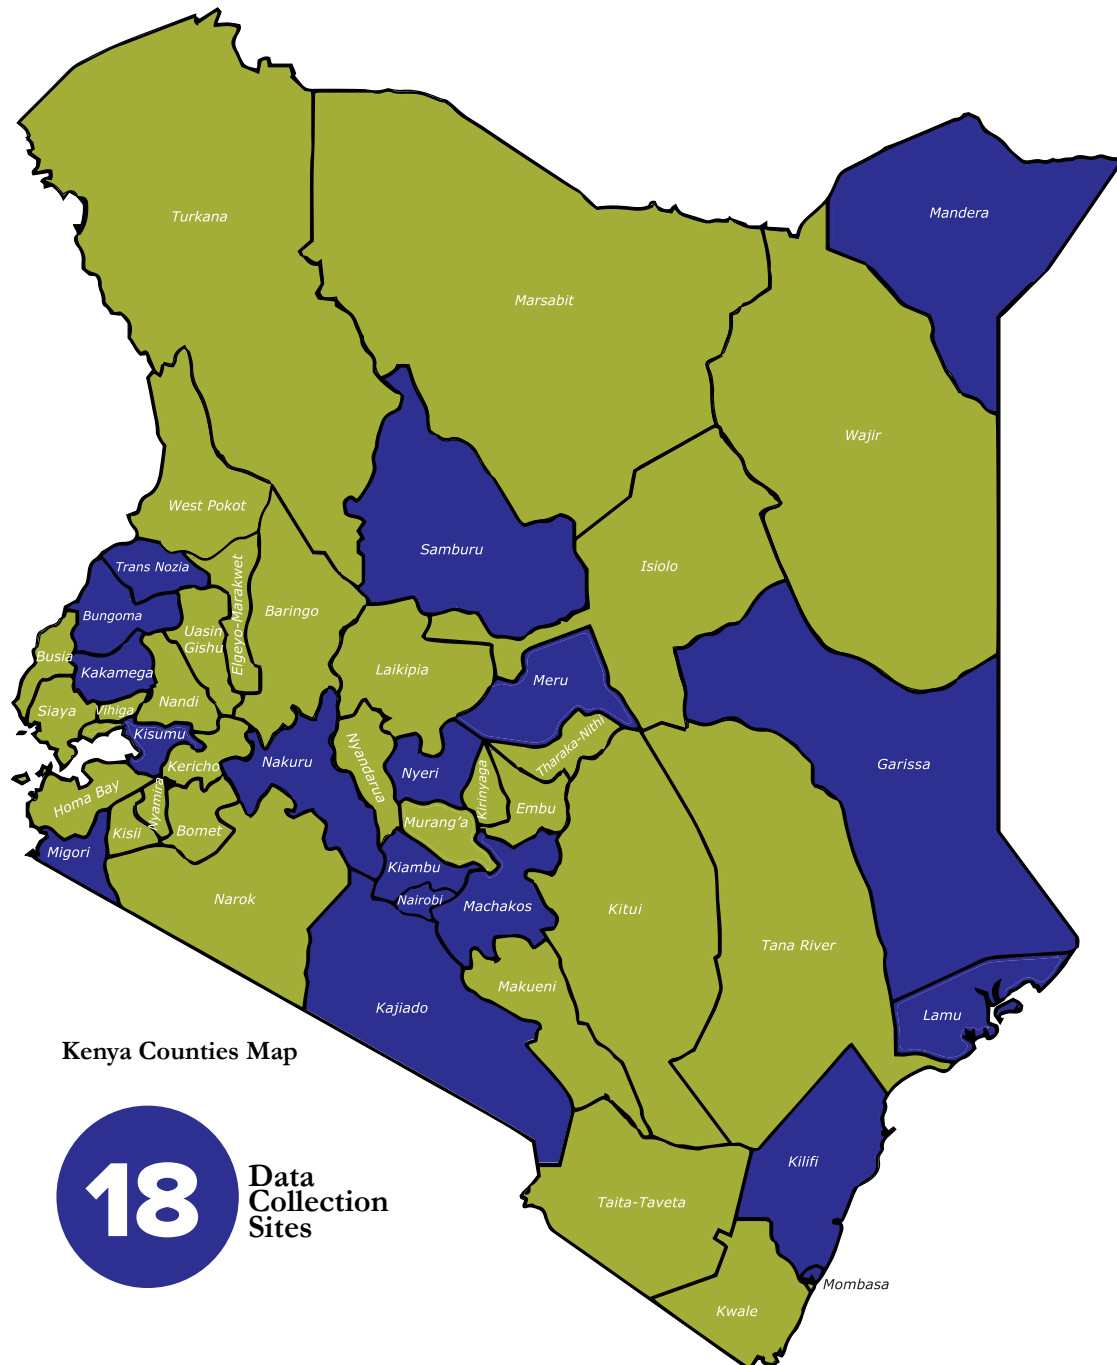 Turkana
Mandera
Marsabit
Wajir
West Pokot
Samburu
Trans Nozia
Isiolo
Elgeyo-Marakwet
Baringo
Bungoma
Uasin
Gishu
Busia
Kakamega
Laikipia
Meru
Nandi
Siaya
Vihiga
Kisumu
Tharaka-Nithi
Kericho
Nakuru
Nyandarua
Nyeri
Garissa
Kirinyaga
Homa Bay
Nyamira
Embu
Murang'a
Kisii
Bomet
Migori
Kiambu
Narok
Nairobi
Machakos
Kitui
Tana River
Makueni
Kajiado
Lamu
Kenya Counties Map
Kilifi
18
Data
Collection
Sites
Taita-Taveta
Mombasa
Kwale